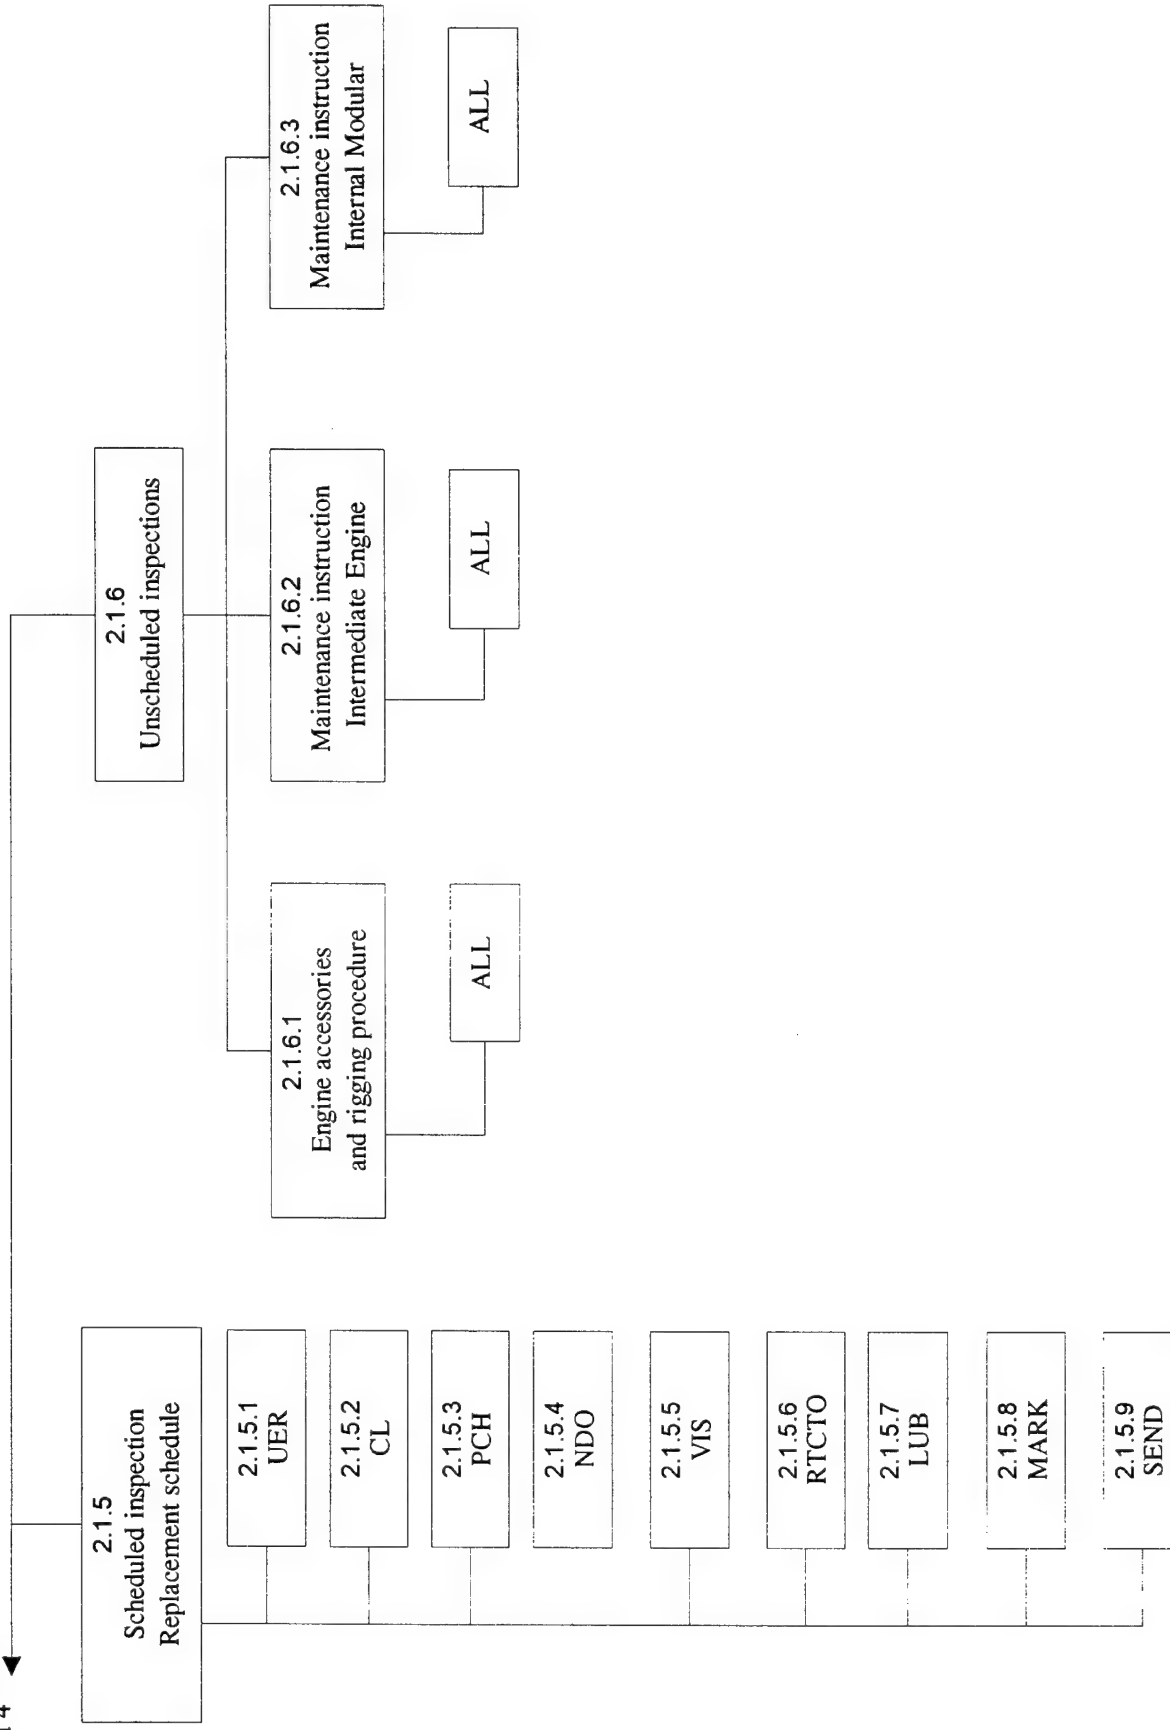 2.1.5
Scheduled inspection
Replacement schedule
2.1.5.1
UER
2.1.5.2
CL
2.1.5.3
PCH
2.1.5.4
NDO
2.1.5.5
VIS
2.1.5.6
RTCTO
2.1.5.7
LUB
2.1.5.8
MARK
2.1.5.9
SEND
2.1.6
Unscheduled inspections
2.1.6.1
Engine accessories
and rigging procedure
ALL
2.1.6.2
Maintenance instruction
Intermediate Engine
ALL
2.1.6.3
Maintenance instruction
Internal Modular
ALL